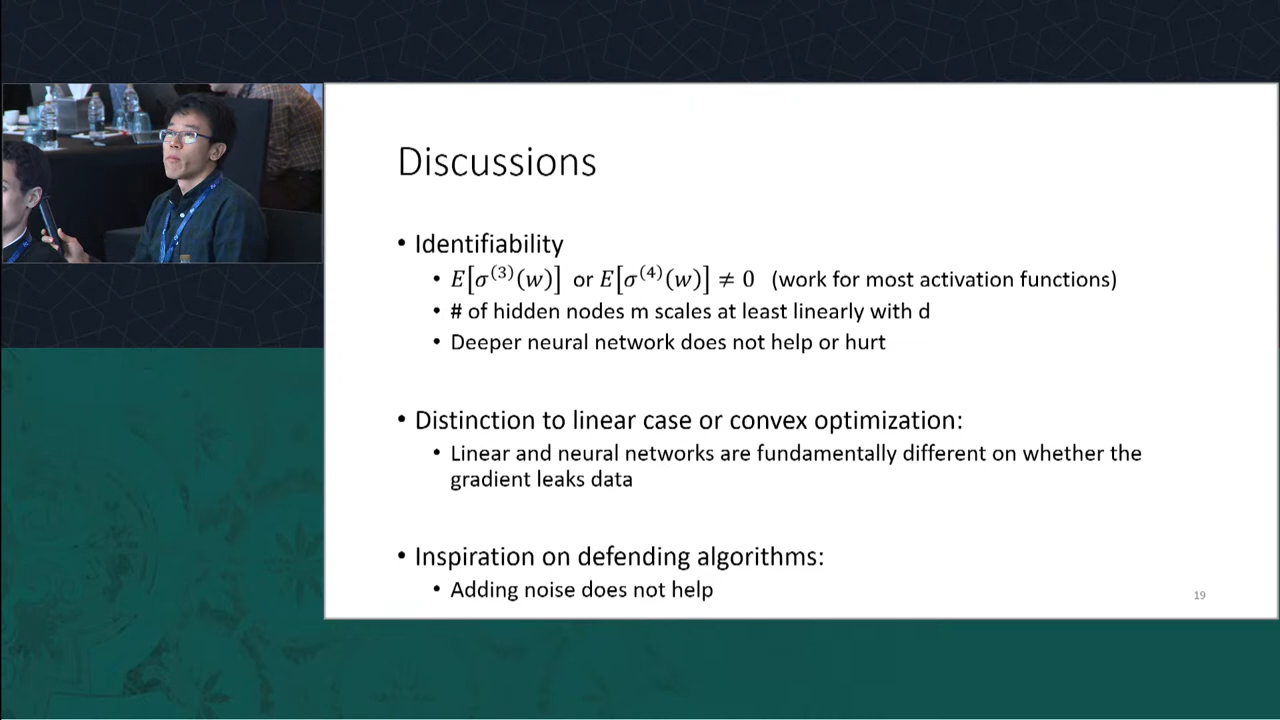 Discussions
• Identifiability
• E[σ⁽³⁾(w)] or E[σ⁽⁴⁾(w)] ≠ 0 (work for most activation functions)
• # of hidden nodes m scales at least linearly with d
• Deeper neural network does not help or hurt
• Distinction to linear case or convex optimization:
• Linear and neural networks are fundamentally different on whether the
gradient leaks data
• Inspiration on defending algorithms:
• Adding noise does not help
19